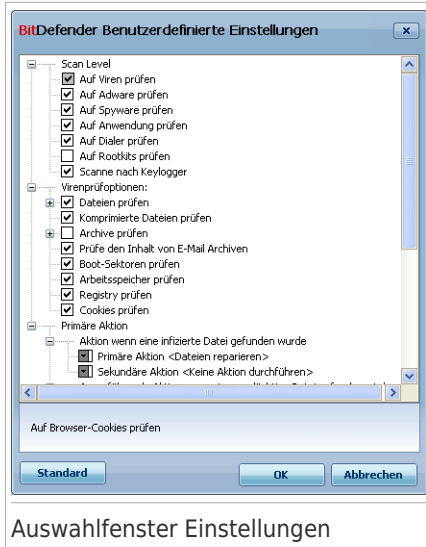 BitDefender Benutzerdefinierte Einstellungen
Scan Level
Auf Viren prüfen
Auf Adware prüfen
Auf Spyware prüfen
Auf Anwendung prüfen
Auf Dialer prüfen
Auf Rootkits prüfen
Scanne nach Keylogger
Virenprüfoptionen:
Dateien prüfen
Komprimierte Dateien prüfen
Archive prüfen
Prüfe den Inhalt von E-Mail Archiven
Boot-Sektoren prüfen
Arbeitsspeicher prüfen
Registry prüfen
Cookies prüfen
Primäre Aktion
Aktion wenn eine infizierte Datei gefunden wurde
Primäre Aktion <Dateien reparieren>
Sekundäre Aktion <Keine Aktion durchführen>
Auf Browser-Cookies prüfen
Standard
OK
Abbrechen
Auswahlfenster Einstellungen